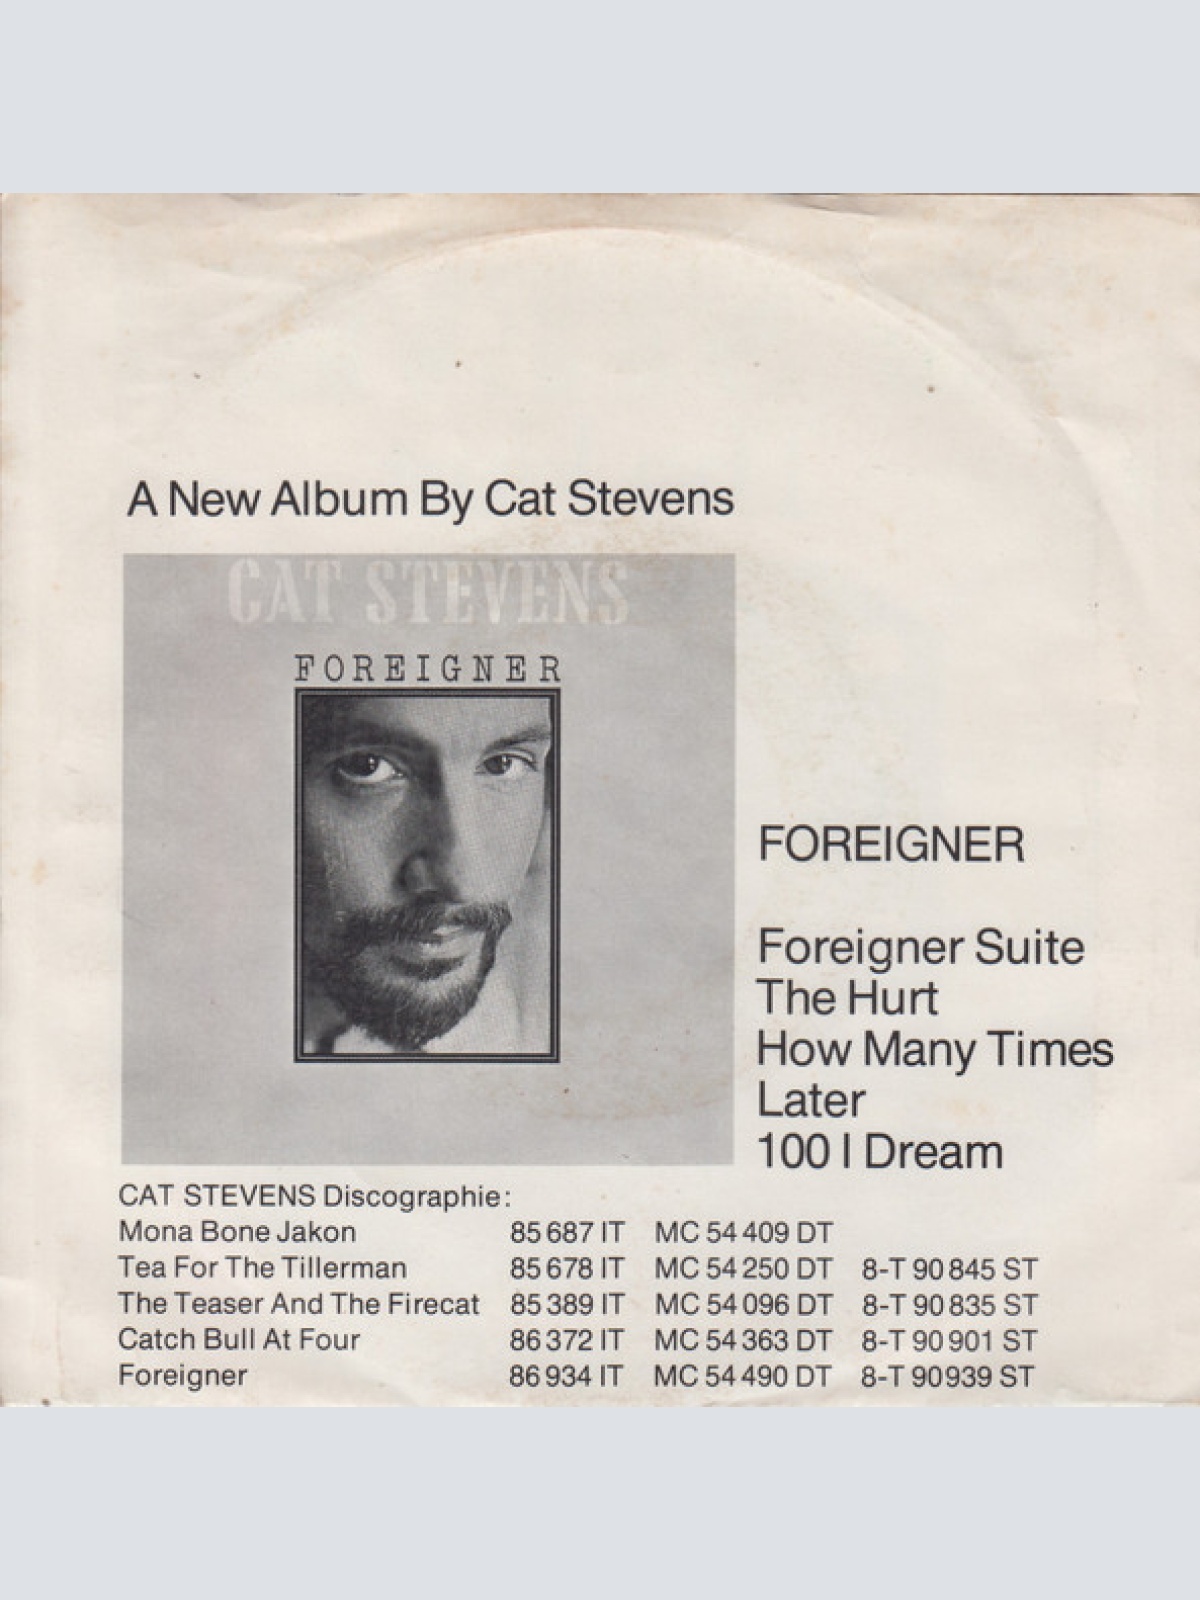 A New Album By Cat Stevens
CAT STEVENS
FOREIGNER
FOREIGNER
Foreigner Suite
The Hurt
How Many Times
Later
100 I Dream
CAT STEVENS Discographie:
Mona Bone Jakon 85 687 IT MC 54 409 DT
Tea For The Tillerman 85 678 IT MC 54 250 DT 8-T 90 845 ST
The Teaser And The Firecat 85 389 IT MC 54 096 DT 8-T 90 835 ST
Catch Bull At Four 86 372 IT MC 54 363 DT 8-T 90 901 ST
Foreigner 86 934 IT MC 54 490 DT 8-T 90 939 ST